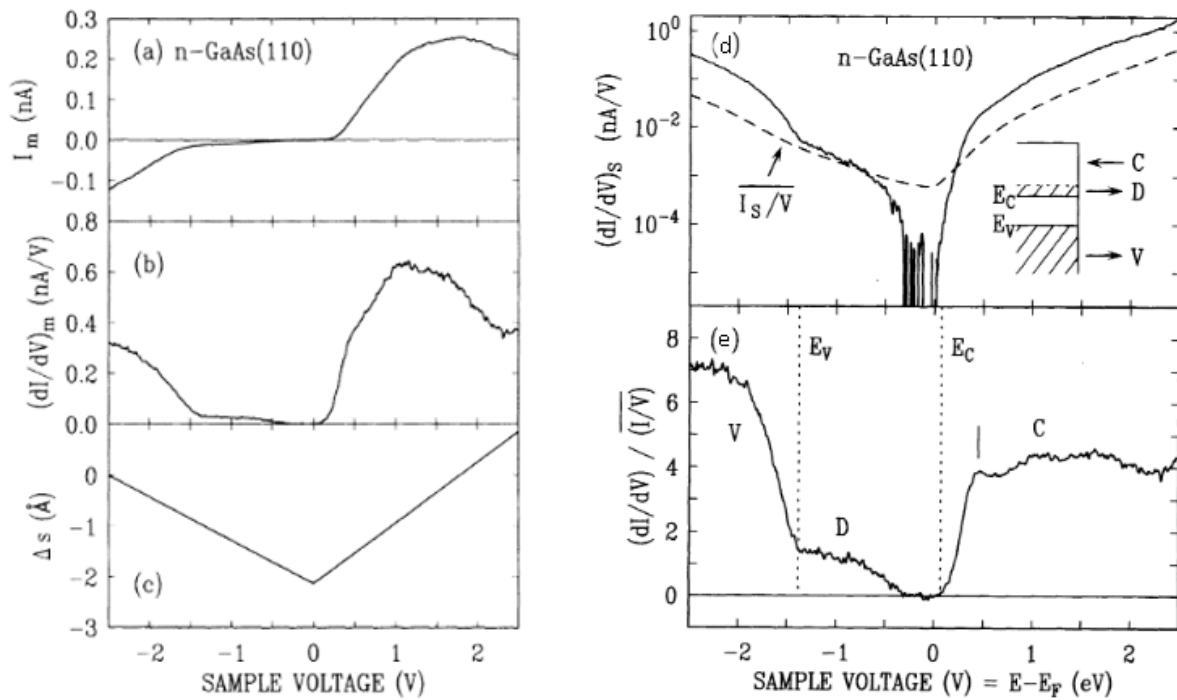 (a) n-GaAs(110)
I_m (nA)
0.3
0.2
0.1
0.0
-0.1
(b)
(dI/dV)_m (nA/V)
0.8
0.6
0.4
0.2
0.0
(c)
Δs (Å)
0
-1
-2
-3
-2 -1 0 1 2
SAMPLE VOLTAGE (V)
(d)
n-GaAs(110)
(dI/dV)_S (nA/V)
10^0
10^-2
10^-4
I_S/V
C
D
E_C
E_V
V
(e)
E_V
E_C
(dI/dV) / (I/V)
8
6
4
2
0
V
D
C
-2 -1 0 1 2
SAMPLE VOLTAGE (V) = E-E_F (eV)